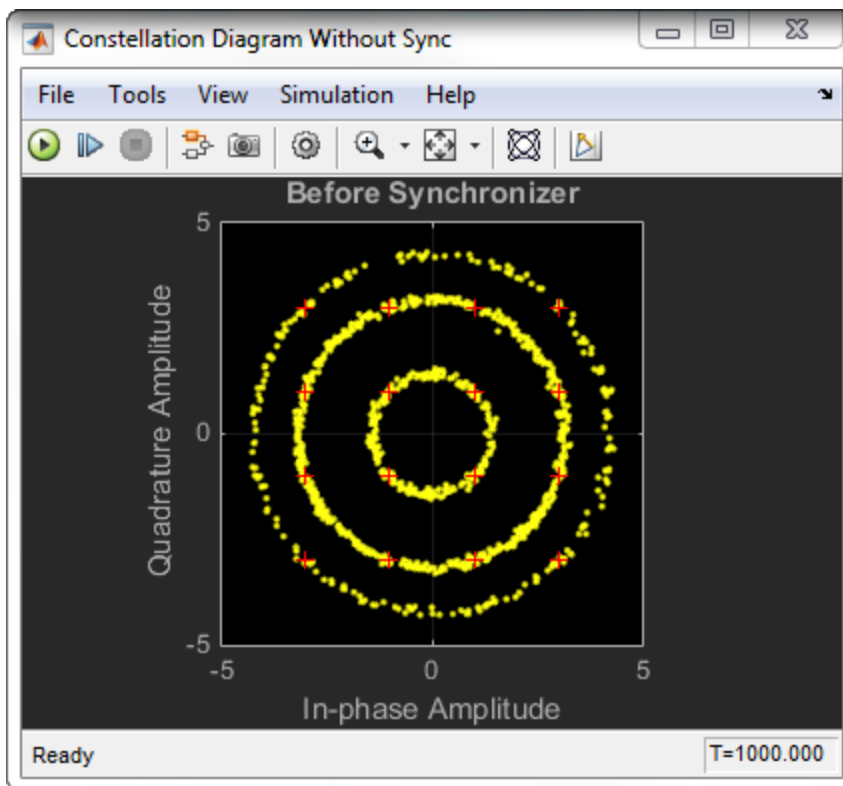 Constellation Diagram Without Sync
File Tools View Simulation Help
Before Synchronizer
5
0
-5
Quadrature Amplitude
-5 0 5
In-phase Amplitude
Ready T=1000.000